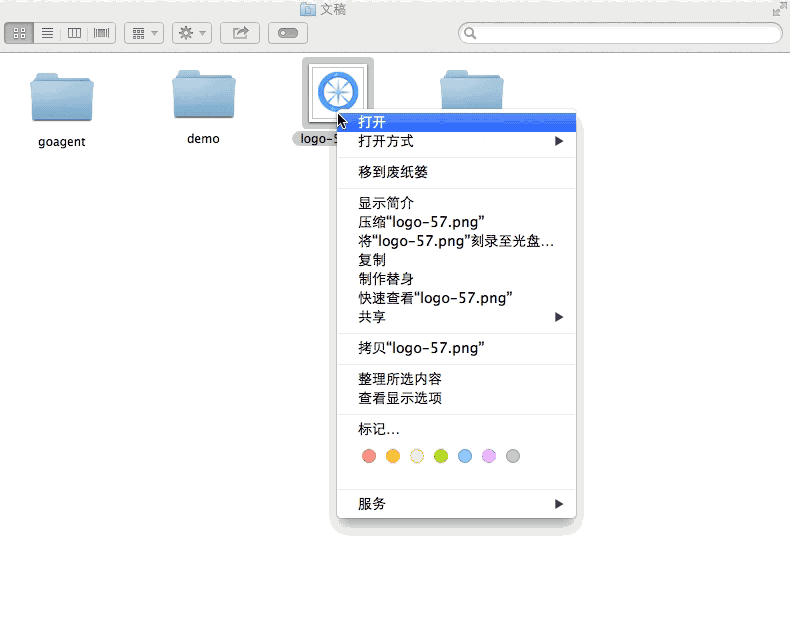 文稿
goagent
demo
logo-5
打开
打开方式
移到废纸篓
显示简介
压缩“logo-57.png”
将“logo-57.png”刻录至光盘...
复制
制作替身
快速查看“logo-57.png”
共享
拷贝“logo-57.png”
整理所选内容
查看显示选项
标记...
服务